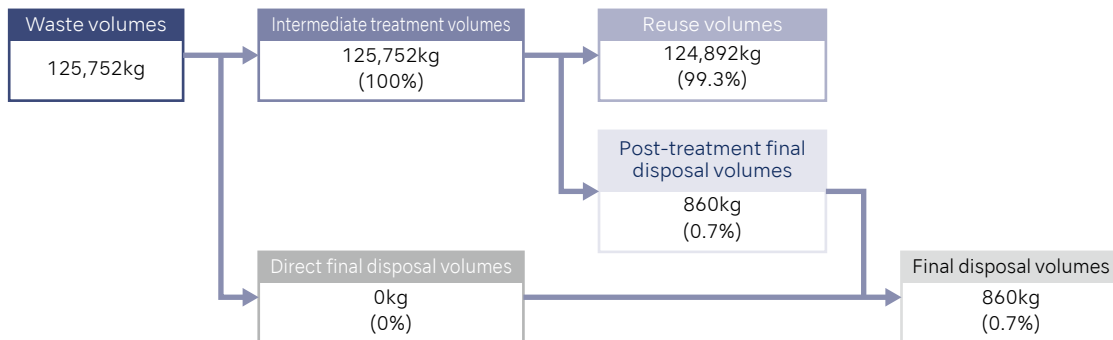 Waste volumes
125,752kg
Intermediate treatment volumes
125,752kg
(100%)
Reuse volumes
124,892kg
(99.3%)
Post-treatment final
disposal volumes
860kg
(0.7%)
Direct final disposal volumes
0kg
(0%)
Final disposal volumes
860kg
(0.7%)